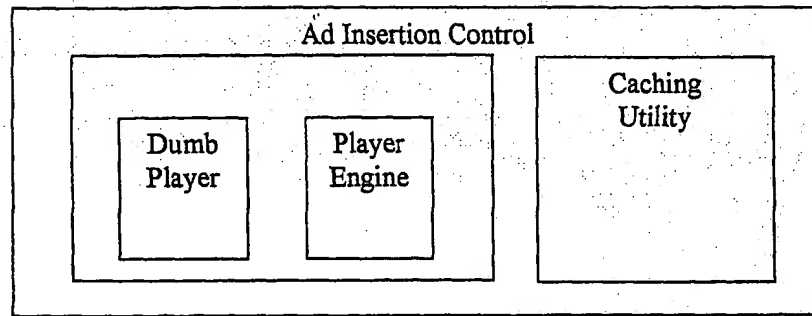 Ad Insertion Control
Caching
Utility
Dumb
Player
Player
Engine